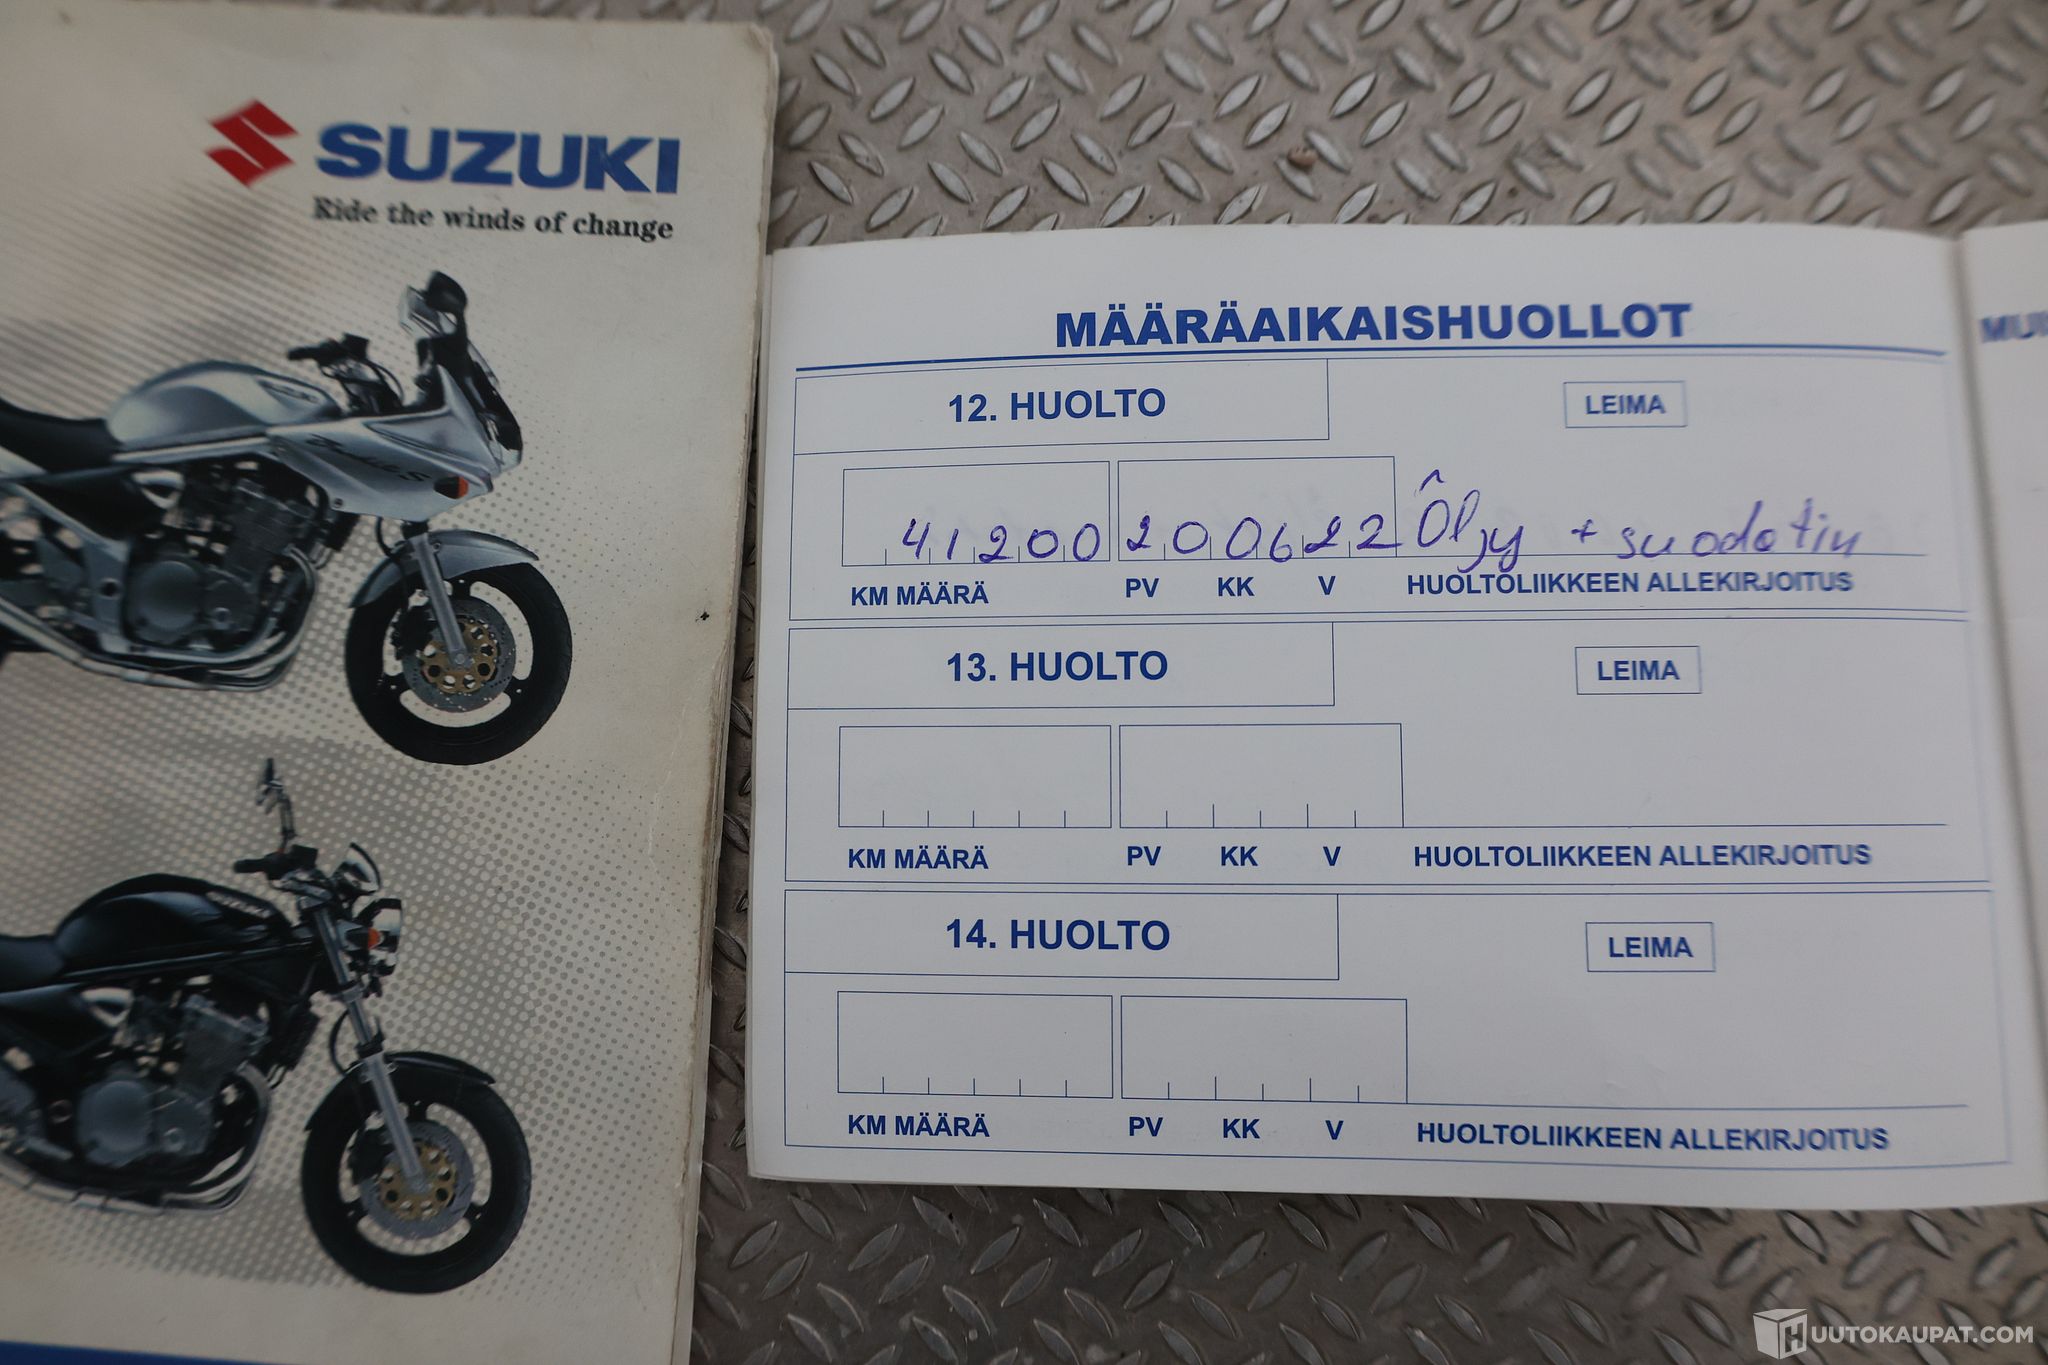 SUZUKI
Ride the winds of change
Bandit S
SUZUKI
MÄÄRÄAIKAISHUOLLOT
12. HUOLTO
LEIMA
41200 200622 Öljy + suodatin
KM MÄÄRÄ PV KK V HUOLTOLIIKKEEN ALLEKIRJOITUS
13. HUOLTO
LEIMA
KM MÄÄRÄ PV KK V HUOLTOLIIKKEEN ALLEKIRJOITUS
14. HUOLTO
LEIMA
KM MÄÄRÄ PV KK V HUOLTOLIIKKEEN ALLEKIRJOITUS
HUUTOKAUPAT.COM